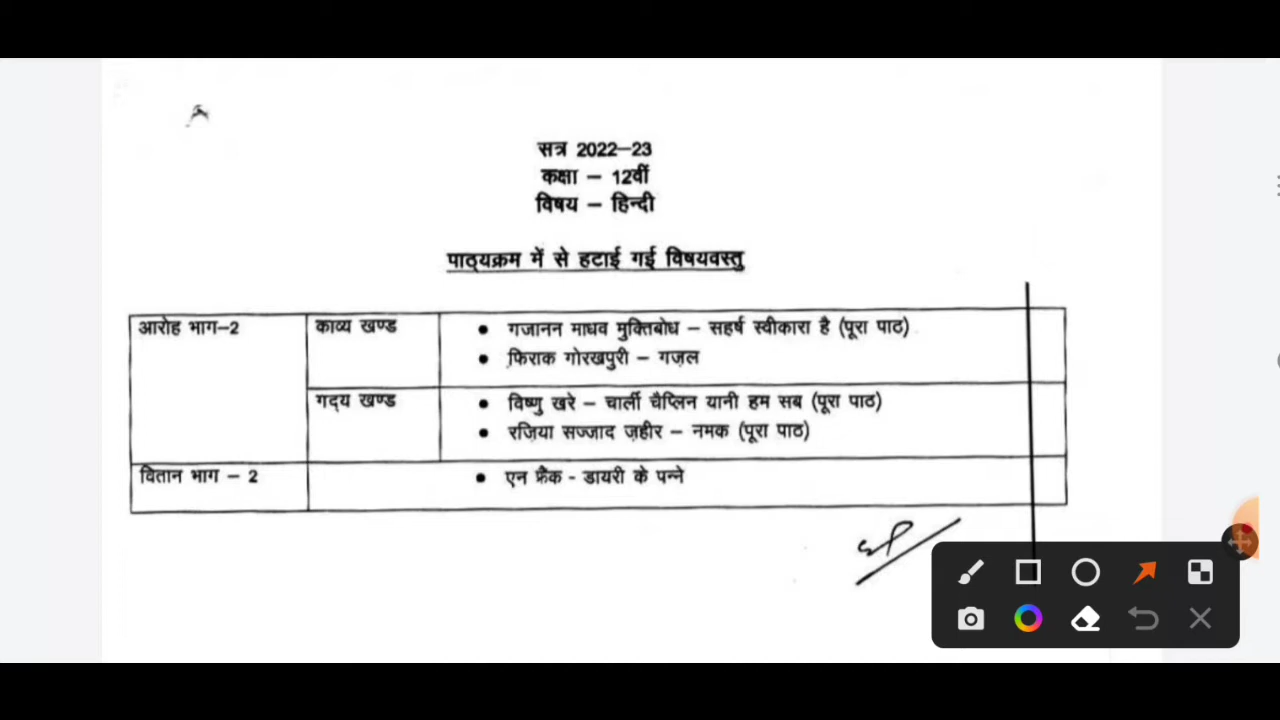 सत्र 2022–23
कक्षा – 12वीं
विषय – हिन्दी
पाठ्यक्रम में से हटाई गई विषयवस्तु
आरोह भाग–2
काव्य खण्ड
• गजानन माधव मुक्तिबोध – सहर्ष स्वीकारा है (पूरा पाठ)
• फ़िराक गोरखपुरी – गज़ल
गद्य खण्ड
• विष्णु खरे – चार्ली चैप्लिन यानी हम सब (पूरा पाठ)
• रज़िया सज्जाद ज़हीर – नमक (पूरा पाठ)
वितान भाग – 2
• एन फ्रैंक - डायरी के पन्ने